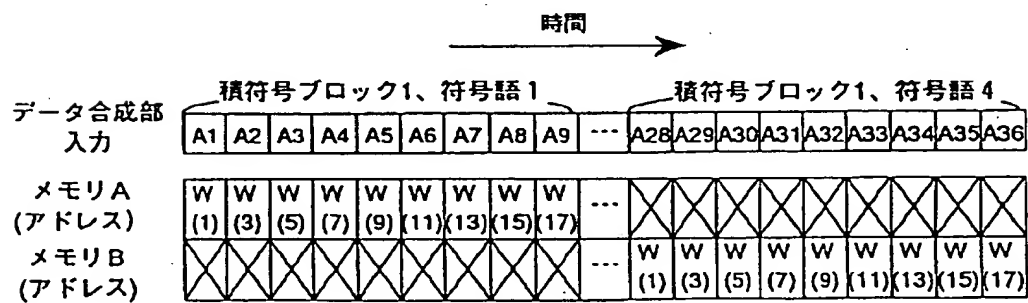 時間
積符号ブロック1、符号語1 積符号ブロック1、符号語4
データ合成部
入力 A1 A2 A3 A4 A5 A6 A7 A8 A9 --- A28 A29 A30 A31 A32 A33 A34 A35 A36
メモリA W W W W W W W W W
(アドレス) (1) (3) (5) (7) (9) (11) (13) (15) (17) ---
メモリB --- W W W W W W W W W
(アドレス) (1) (3) (5) (7) (9) (11) (13) (15) (17)